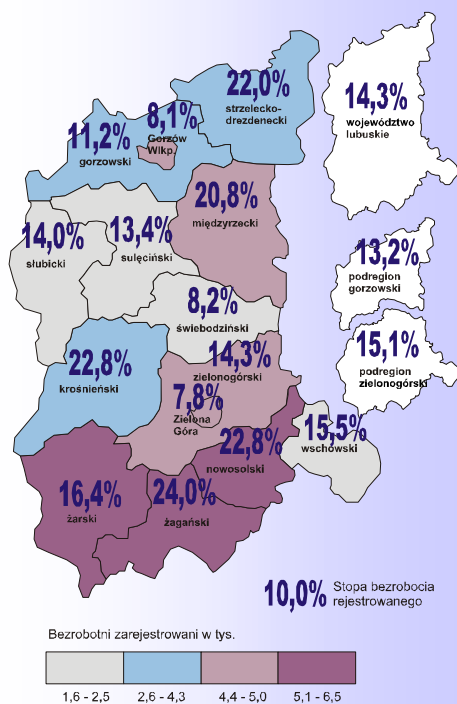 22,0%
strzelecko-
drezdenecki
14,3%
województwo
lubuskie
8,1%
Gorzów
Wlkp.
11,2%
gorzowski
20,8%
międzyrzecki
13,4%
sulęciński
14,0%
słubicki
13,2%
podregion
gorzowski
8,2%
świebodziński
15,1%
podregion
zielonogórski
14,3%
zielonogórski
22,8%
krośnieński
7,8%
Zielona
Góra
15,5%
wschowski
22,8%
nowosolski
16,4%
żarski
24,0%
żagański
10,0% Stopa bezrobocia
rejestrowanego
Bezrobotni zarejestrowani w tys.
1,6 - 2,5 2,6 - 4,3 4,4 - 5,0 5,1 - 6,5